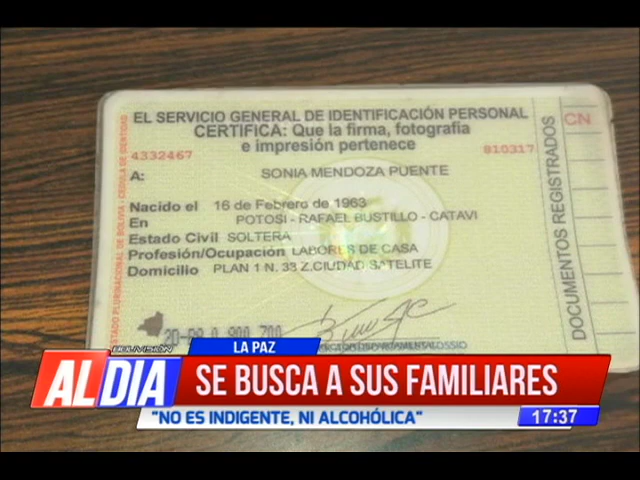 EL SERVICIO GENERAL DE IDENTIFICACIÓN PERSONAL
CERTIFICA: Que la firma, fotografía
e impresión pertenece
4332467
810317
A: SONIA MENDOZA PUENTE
Nacido el 16 de Febrero de 1963
En POTOSI - RAFAEL BUSTILLO - CATAVI
Estado Civil SOLTERA
Profesión/Ocupación LABORES DE CASA
Domicilio PLAN 1 N. 33 Z.CIUDAD SATELITE
CN
DOCUMENTOS REGISTRADOS
BOLIVISIÓN
AL DIA
LA PAZ
SE BUSCA A SUS FAMILIARES
"NO ES INDIGENTE, NI ALCOHÓLICA"
17:37